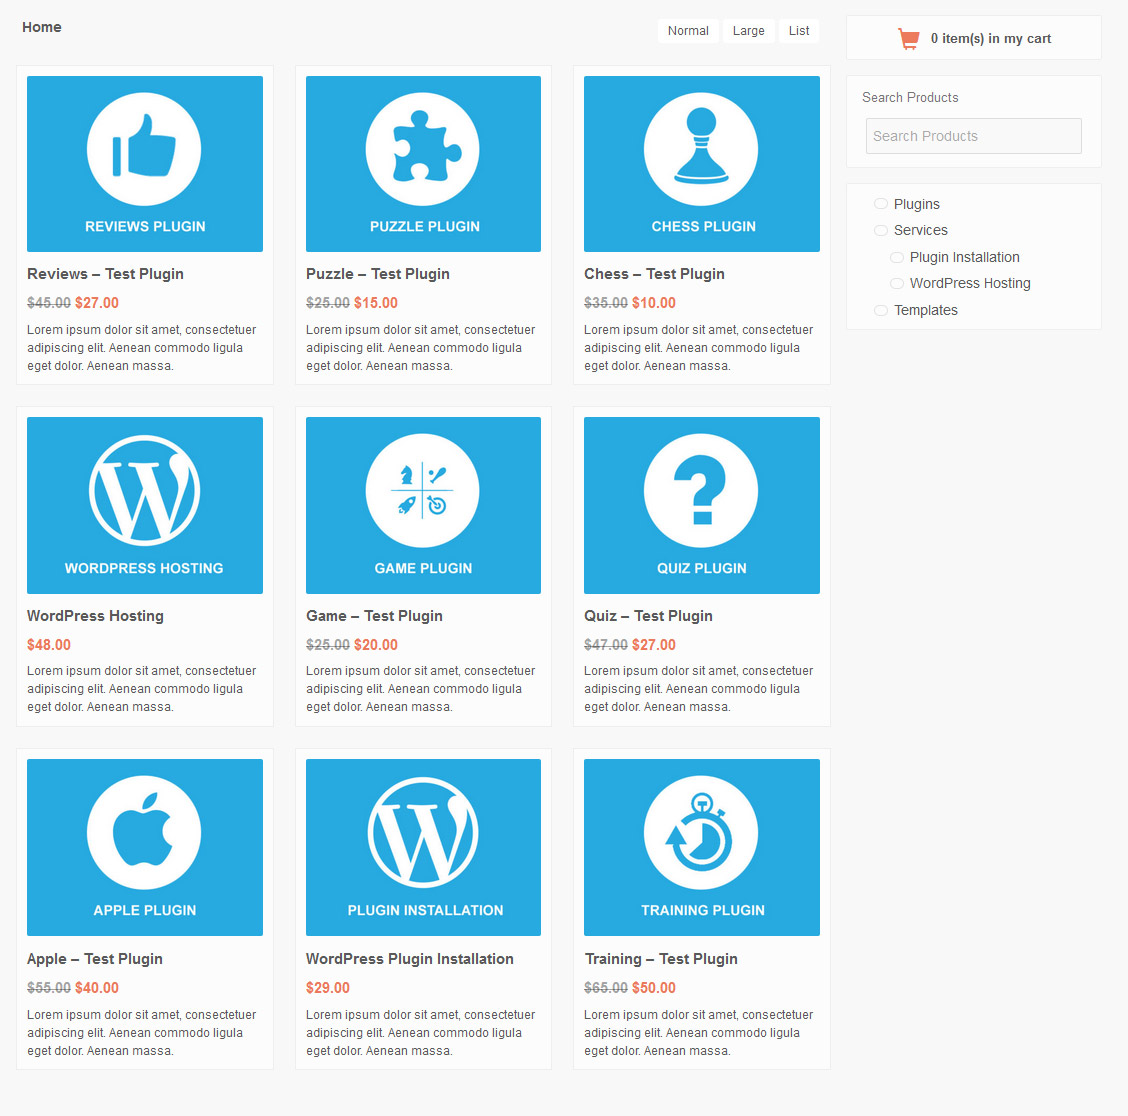 Home
Normal
Large
List
0 item(s) in my cart
Search Products
Search Products
Plugins
Services
Plugin Installation
WordPress Hosting
Templates
REVIEWS PLUGIN
Reviews – Test Plugin
$45.00 $27.00
Lorem ipsum dolor sit amet, consectetuer
adipiscing elit. Aenean commodo ligula
eget dolor. Aenean massa.
PUZZLE PLUGIN
Puzzle – Test Plugin
$25.00 $15.00
Lorem ipsum dolor sit amet, consectetuer
adipiscing elit. Aenean commodo ligula
eget dolor. Aenean massa.
CHESS PLUGIN
Chess – Test Plugin
$35.00 $10.00
Lorem ipsum dolor sit amet, consectetuer
adipiscing elit. Aenean commodo ligula
eget dolor. Aenean massa.
WORDPRESS HOSTING
WordPress Hosting
$48.00
Lorem ipsum dolor sit amet, consectetuer
adipiscing elit. Aenean commodo ligula
eget dolor. Aenean massa.
GAME PLUGIN
Game – Test Plugin
$25.00 $20.00
Lorem ipsum dolor sit amet, consectetuer
adipiscing elit. Aenean commodo ligula
eget dolor. Aenean massa.
QUIZ PLUGIN
Quiz – Test Plugin
$47.00 $27.00
Lorem ipsum dolor sit amet, consectetuer
adipiscing elit. Aenean commodo ligula
eget dolor. Aenean massa.
APPLE PLUGIN
Apple – Test Plugin
$55.00 $40.00
Lorem ipsum dolor sit amet, consectetuer
adipiscing elit. Aenean commodo ligula
eget dolor. Aenean massa.
PLUGIN INSTALLATION
WordPress Plugin Installation
$29.00
Lorem ipsum dolor sit amet, consectetuer
adipiscing elit. Aenean commodo ligula
eget dolor. Aenean massa.
TRAINING PLUGIN
Training – Test Plugin
$65.00 $50.00
Lorem ipsum dolor sit amet, consectetuer
adipiscing elit. Aenean commodo ligula
eget dolor. Aenean massa.